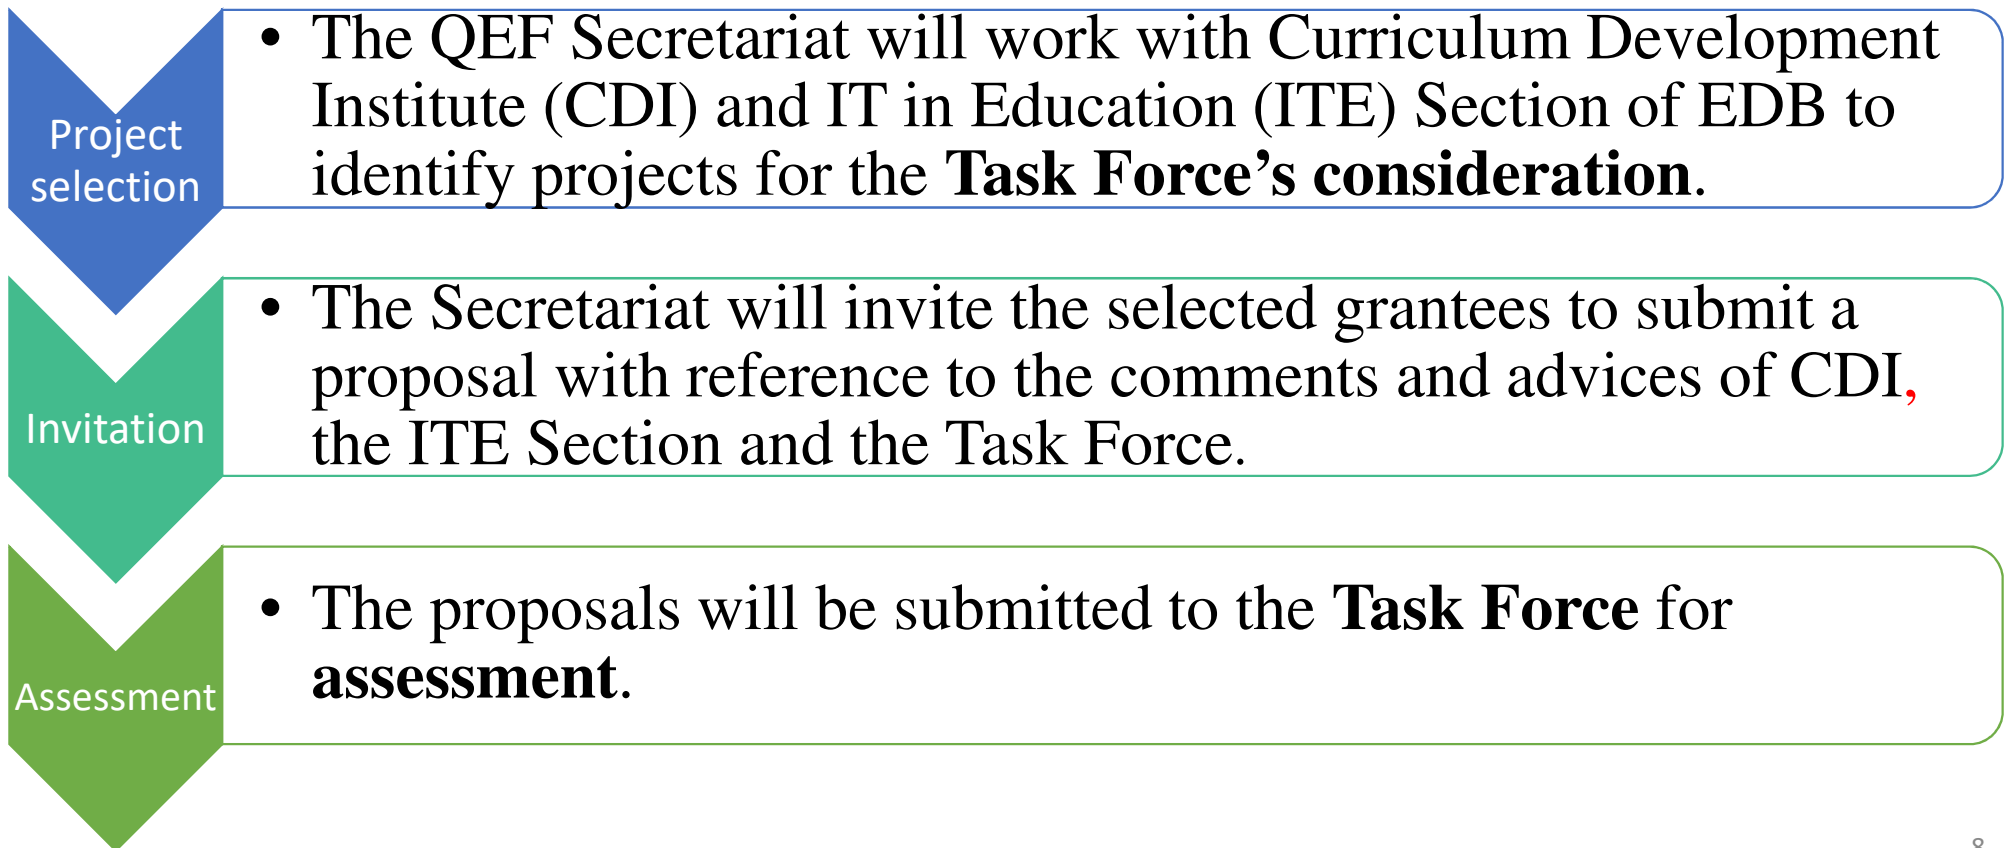 Project
selection
• The QEF Secretariat will work with Curriculum Development
Institute (CDI) and IT in Education (ITE) Section of EDB to
identify projects for the Task Force’s consideration.
Invitation
• The Secretariat will invite the selected grantees to submit a
proposal with reference to the comments and advices of CDI,
the ITE Section and the Task Force.
Assessment
• The proposals will be submitted to the Task Force for
assessment.
8